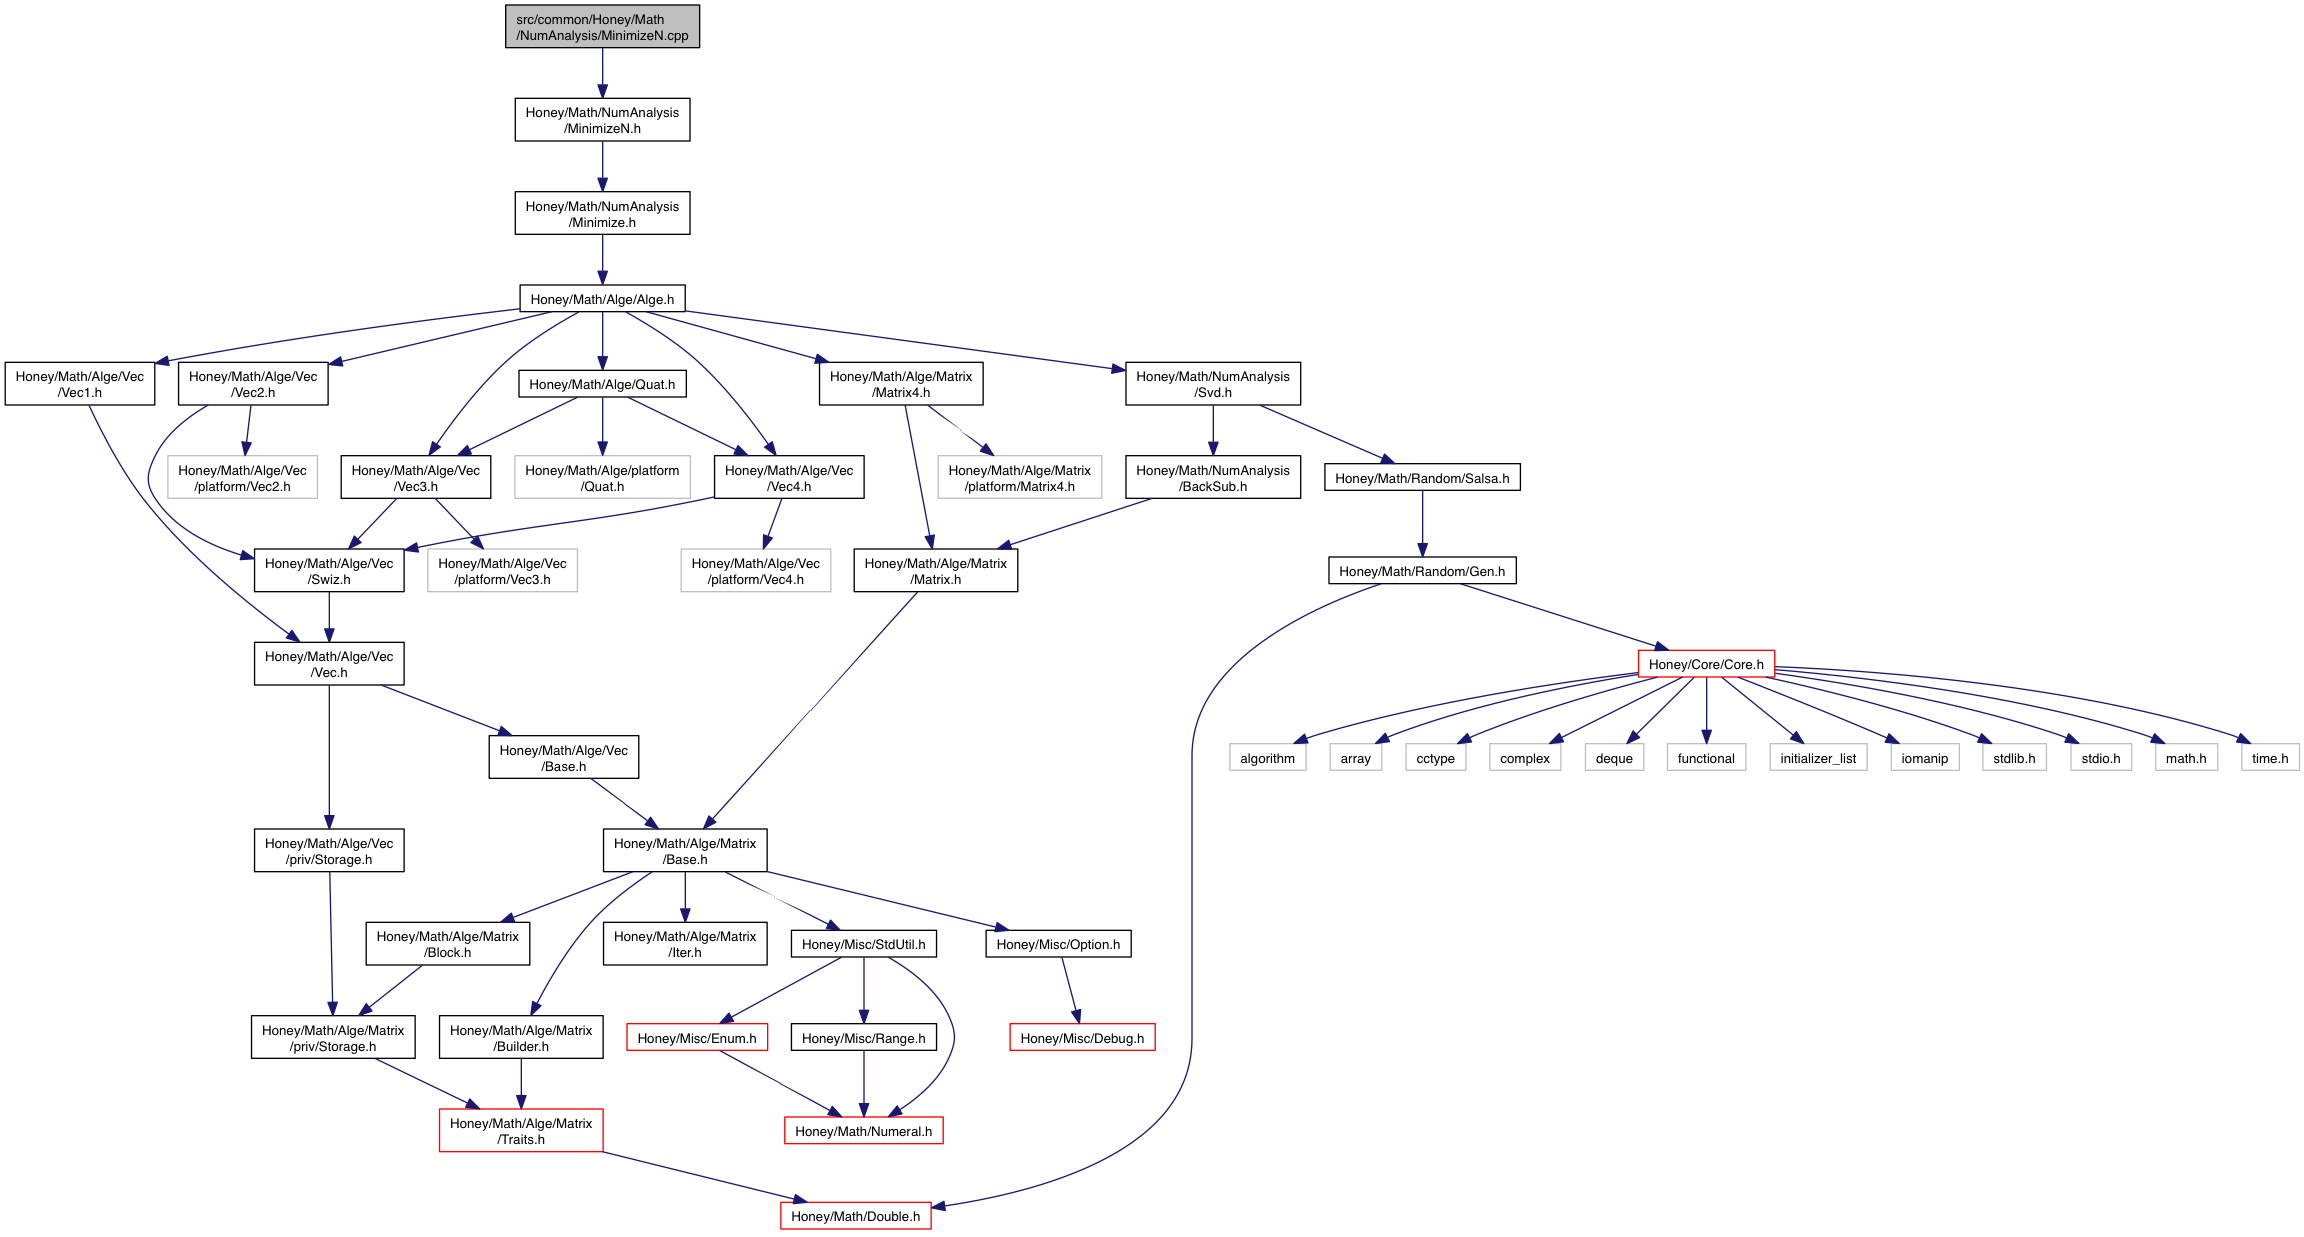 src/common/Honey/Math
/NumAnalysis/MinimizeN.cpp
Honey/Math/NumAnalysis
/MinimizeN.h
Honey/Math/NumAnalysis
/Minimize.h
Honey/Math/Alge/Alge.h
Honey/Math/Alge/Vec
/Vec1.h
Honey/Math/Alge/Vec
/Vec2.h
Honey/Math/Alge/Quat.h
Honey/Math/Alge/Matrix
/Matrix4.h
Honey/Math/NumAnalysis
/Svd.h
Honey/Math/Alge/Vec
/platform/Vec2.h
Honey/Math/Alge/Vec
/Vec3.h
Honey/Math/Alge/platform
/Quat.h
Honey/Math/Alge/Vec
/Vec4.h
Honey/Math/Alge/Matrix
/platform/Matrix4.h
Honey/Math/NumAnalysis
/BackSub.h
Honey/Math/Random/Salsa.h
Honey/Math/Alge/Vec
/Swiz.h
Honey/Math/Alge/Vec
/platform/Vec3.h
Honey/Math/Alge/Vec
/platform/Vec4.h
Honey/Math/Alge/Matrix
/Matrix.h
Honey/Math/Random/Gen.h
Honey/Math/Alge/Vec
/Vec.h
Honey/Core/Core.h
Honey/Math/Alge/Vec
/Base.h
algorithm
array
cctype
complex
deque
functional
initializer_list
iomanip
stdlib.h
stdio.h
math.h
time.h
Honey/Math/Alge/Vec
/priv/Storage.h
Honey/Math/Alge/Matrix
/Base.h
Honey/Math/Alge/Matrix
/Block.h
Honey/Math/Alge/Matrix
/Iter.h
Honey/Misc/StdUtil.h
Honey/Misc/Option.h
Honey/Math/Alge/Matrix
/priv/Storage.h
Honey/Math/Alge/Matrix
/Builder.h
Honey/Misc/Enum.h
Honey/Misc/Range.h
Honey/Misc/Debug.h
Honey/Math/Alge/Matrix
/Traits.h
Honey/Math/Numeral.h
Honey/Math/Double.h